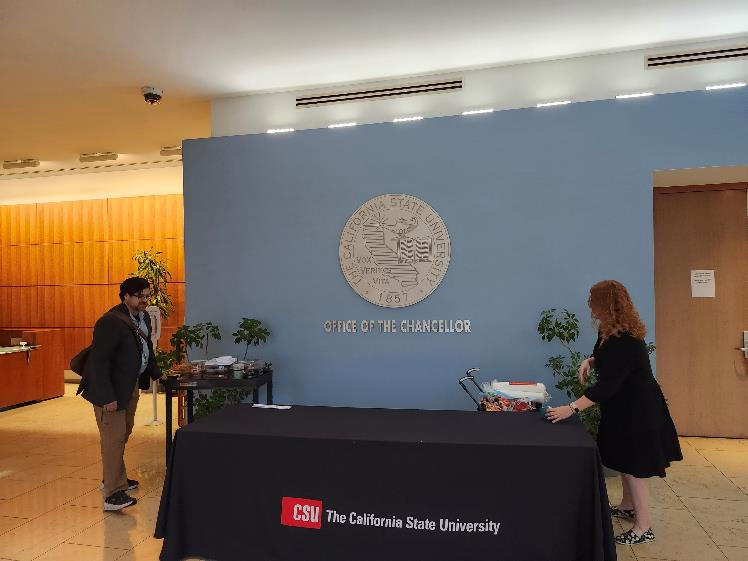 THE CALIFORNIA STATE UNIVERSITY
VOX
VERITAS
VITA
1857
OFFICE OF THE CHANCELLOR
CSU The California State University